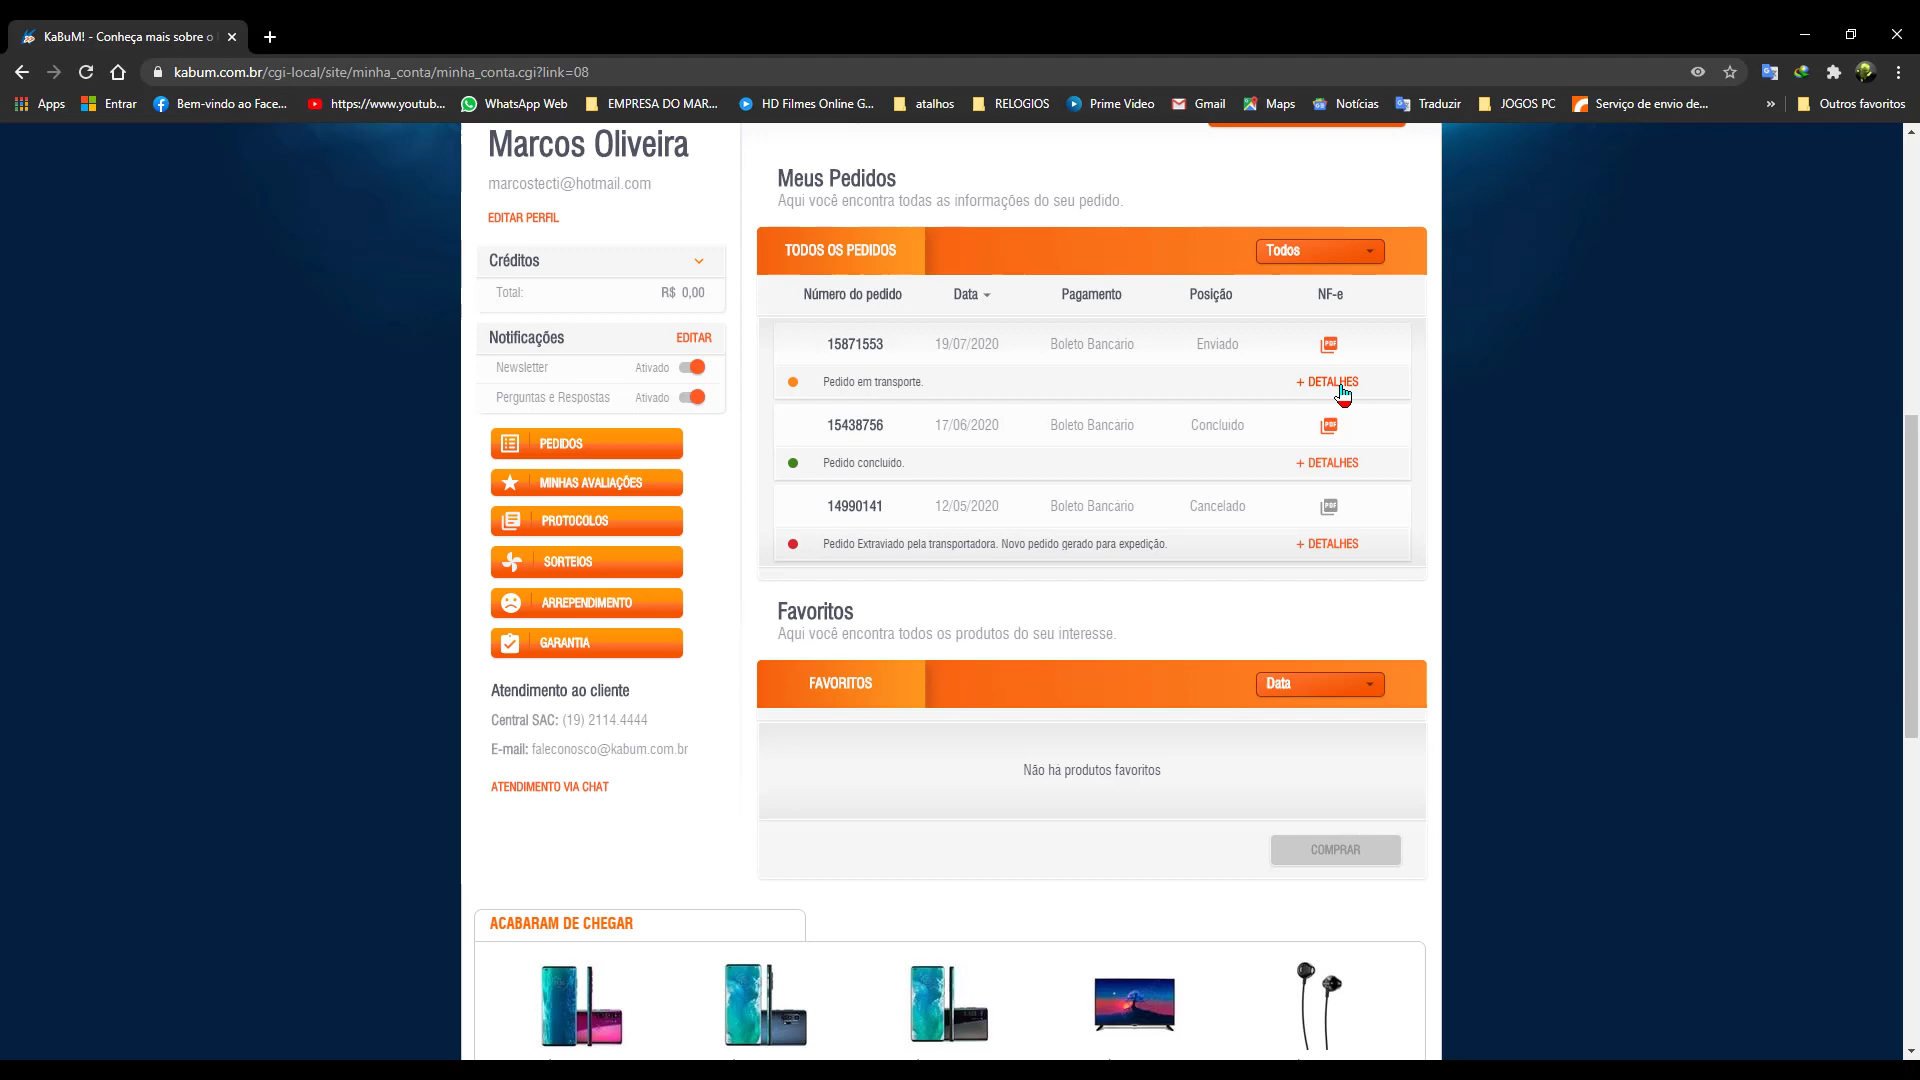 KaBuM! - Conheça mais sobre o
kabum.com.br/cgi-local/site/minha_conta/minha_conta.cgi?link=08
Apps Entrar Bem-vindo ao Face... https://www.youtub... WhatsApp Web EMPRESA DO MAR... HD Filmes Online G... atalhos RELOGIOS Prime Video Gmail Maps Notícias Traduzir JOGOS PC Serviço de envio de... » Outros favoritos
Marcos Oliveira
marcostecti@hotmail.com
EDITAR PERFIL
Créditos
Total: R$ 0,00
Notificações EDITAR
Newsletter Ativado
Perguntas e Respostas Ativado
PEDIDOS
MINHAS AVALIAÇÕES
PROTOCOLOS
SORTEIOS
ARREPENDIMENTO
GARANTIA
Atendimento ao cliente
Central SAC: (19) 2114.4444
E-mail: faleconosco@kabum.com.br
ATENDIMENTO VIA CHAT
Meus Pedidos
Aqui você encontra todas as informações do seu pedido.
TODOS OS PEDIDOS Todos
Número do pedido Data Pagamento Posição NF-e
15871553 19/07/2020 Boleto Bancário Enviado PDF
Pedido em transporte. + DETALHES
15438756 17/06/2020 Boleto Bancário Concluido PDF
Pedido concluido. + DETALHES
14990141 12/05/2020 Boleto Bancário Cancelado PDF
Pedido Extraviado pela transportadora. Novo pedido gerado para expedição. + DETALHES
Favoritos
Aqui você encontra todos os produtos do seu interesse.
FAVORITOS Data
Não há produtos favoritos
COMPRAR
ACABARAM DE CHEGAR